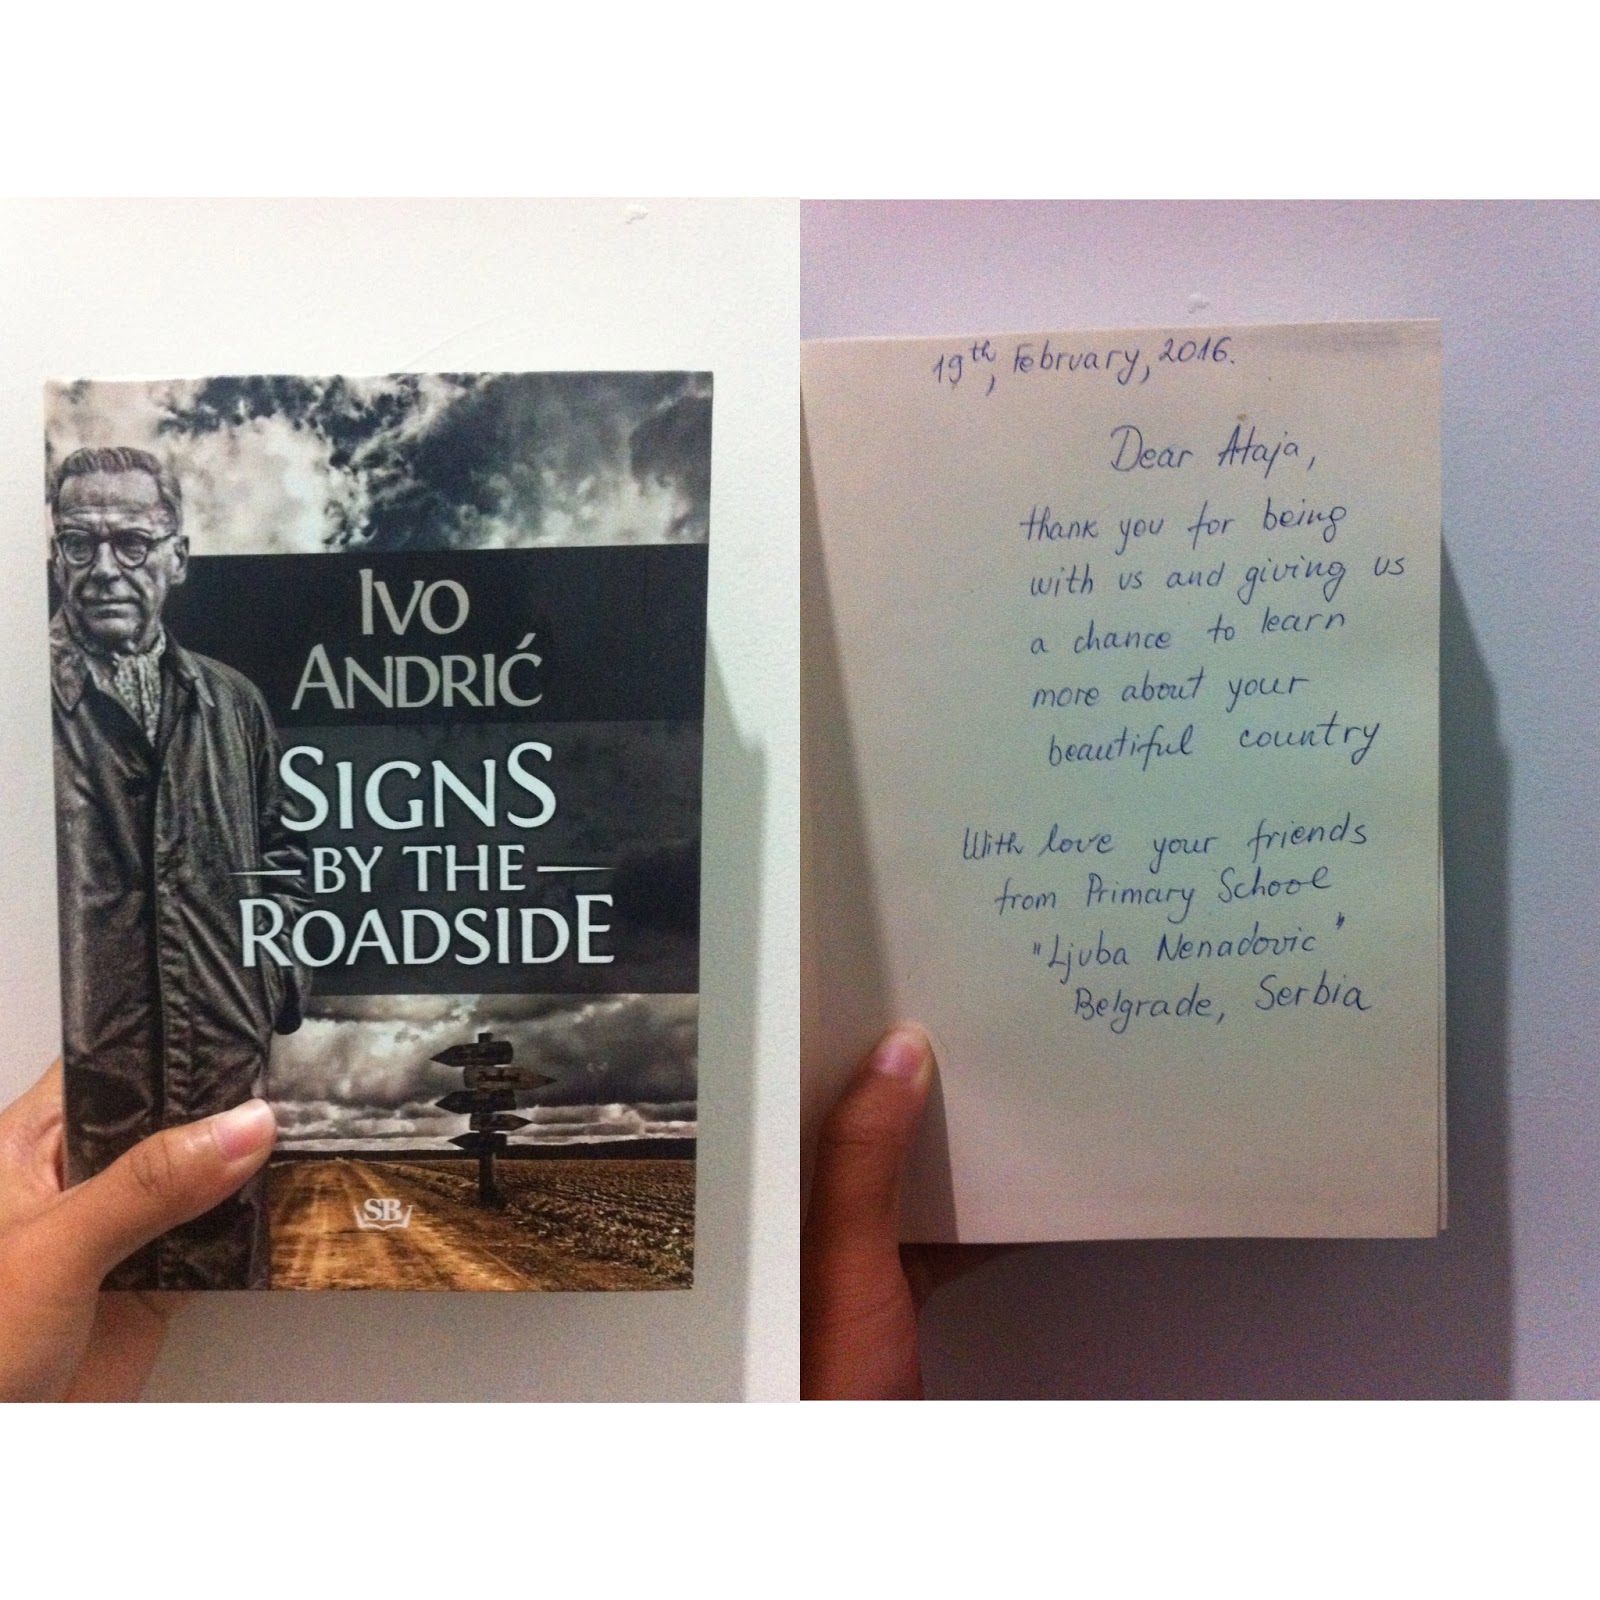 IVO
ANDRIĆ
SIGNS
BY THE
ROADSIDE
SB
19th, February, 2016.
Dear Ataja,
thank you for being
with us and giving us
a chance to learn
more about your
beautiful country
With love your friends
from Primary School
"Ljuba Nenadovic"
Belgrade, Serbia